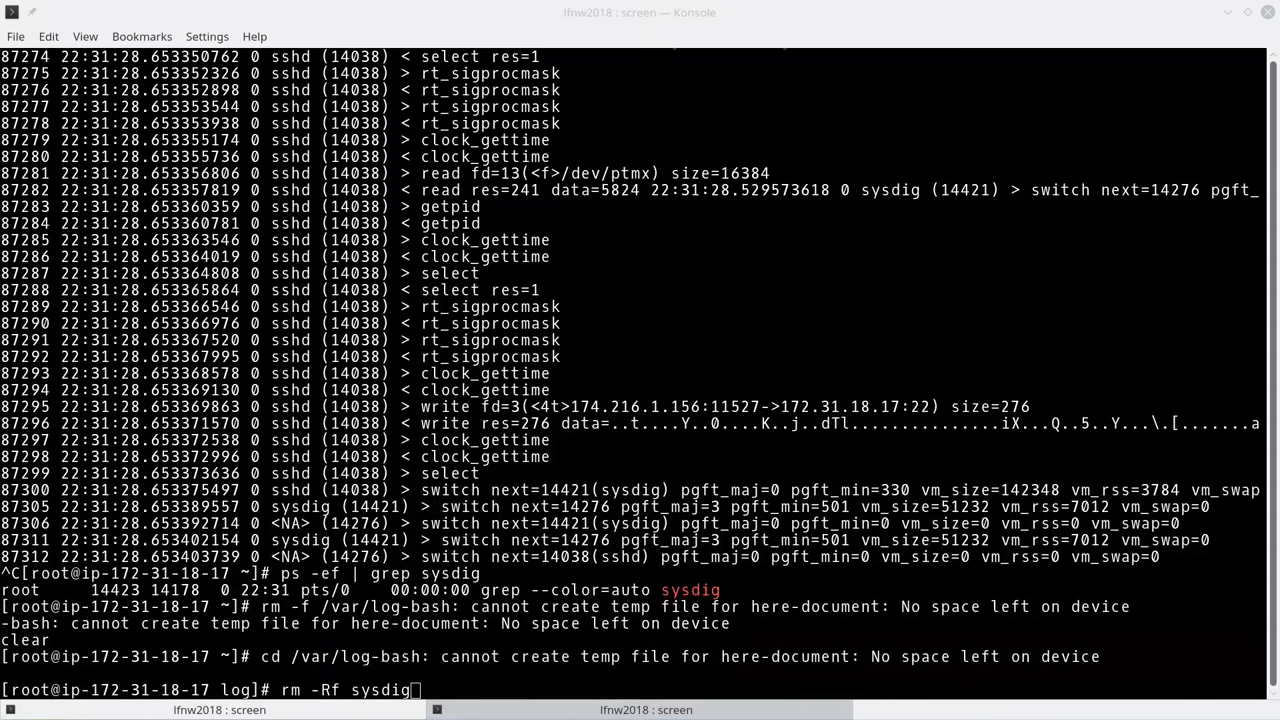 lfnw2018 : screen — Konsole
File Edit View Bookmarks Settings Help
87274 22:31:28.653350762 0 sshd (14038) < select res=1
87275 22:31:28.653352326 0 sshd (14038) > rt_sigprocmask
87276 22:31:28.653352898 0 sshd (14038) < rt_sigprocmask
87277 22:31:28.653353544 0 sshd (14038) > rt_sigprocmask
87278 22:31:28.653353938 0 sshd (14038) < rt_sigprocmask
87279 22:31:28.653355174 0 sshd (14038) > clock_gettime
87280 22:31:28.653355736 0 sshd (14038) < clock_gettime
87281 22:31:28.653356806 0 sshd (14038) > read fd=13(<f>/dev/ptmx) size=16384
87282 22:31:28.653357819 0 sshd (14038) < read res=241 data=5824 22:31:28.529573618 0 sysdig (14421) > switch next=14276 pgft_
87283 22:31:28.653360359 0 sshd (14038) > getpid
87284 22:31:28.653360781 0 sshd (14038) < getpid
87285 22:31:28.653363546 0 sshd (14038) > clock_gettime
87286 22:31:28.653364019 0 sshd (14038) < clock_gettime
87287 22:31:28.653364808 0 sshd (14038) > select
87288 22:31:28.653365864 0 sshd (14038) < select res=1
87289 22:31:28.653366546 0 sshd (14038) > rt_sigprocmask
87290 22:31:28.653366976 0 sshd (14038) < rt_sigprocmask
87291 22:31:28.653367520 0 sshd (14038) > rt_sigprocmask
87292 22:31:28.653367995 0 sshd (14038) < rt_sigprocmask
87293 22:31:28.653368578 0 sshd (14038) > clock_gettime
87294 22:31:28.653369130 0 sshd (14038) < clock_gettime
87295 22:31:28.653369863 0 sshd (14038) > write fd=3(<4t>174.216.1.156:11527->172.31.18.17:22) size=276
87296 22:31:28.653371570 0 sshd (14038) < write res=276 data=..t....Y..0....K..j..dTl...............iX...Q..5..Y...\.[.......a
87297 22:31:28.653372538 0 sshd (14038) > clock_gettime
87298 22:31:28.653372996 0 sshd (14038) < clock_gettime
87299 22:31:28.653373636 0 sshd (14038) > select
87300 22:31:28.653375497 0 sshd (14038) > switch next=14421(sysdig) pgft_maj=0 pgft_min=330 vm_size=142348 vm_rss=3784 vm_swap
87305 22:31:28.653389557 0 sysdig (14421) > switch next=14276 pgft_maj=3 pgft_min=501 vm_size=51232 vm_rss=7012 vm_swap=0
87306 22:31:28.653392714 0 <NA> (14276) > switch next=14421(sysdig) pgft_maj=0 pgft_min=0 vm_size=0 vm_rss=0 vm_swap=0
87311 22:31:28.653402154 0 sysdig (14421) > switch next=14276 pgft_maj=3 pgft_min=501 vm_size=51232 vm_rss=7012 vm_swap=0
87312 22:31:28.653403739 0 <NA> (14276) > switch next=14038(sshd) pgft_maj=0 pgft_min=0 vm_size=0 vm_rss=0 vm_swap=0
^C[root@ip-172-31-18-17 ~]# ps -ef | grep sysdig
root     14423 14178  0 22:31 pts/0    00:00:00 grep --color=auto sysdig
[root@ip-172-31-18-17 ~]# rm -f /var/log-bash: cannot create temp file for here-document: No space left on device
-bash: cannot create temp file for here-document: No space left on device
clear
[root@ip-172-31-18-17 ~]# cd /var/log-bash: cannot create temp file for here-document: No space left on device
[root@ip-172-31-18-17 log]# rm -Rf sysdig
lfnw2018 : screen lfnw2018 : screen